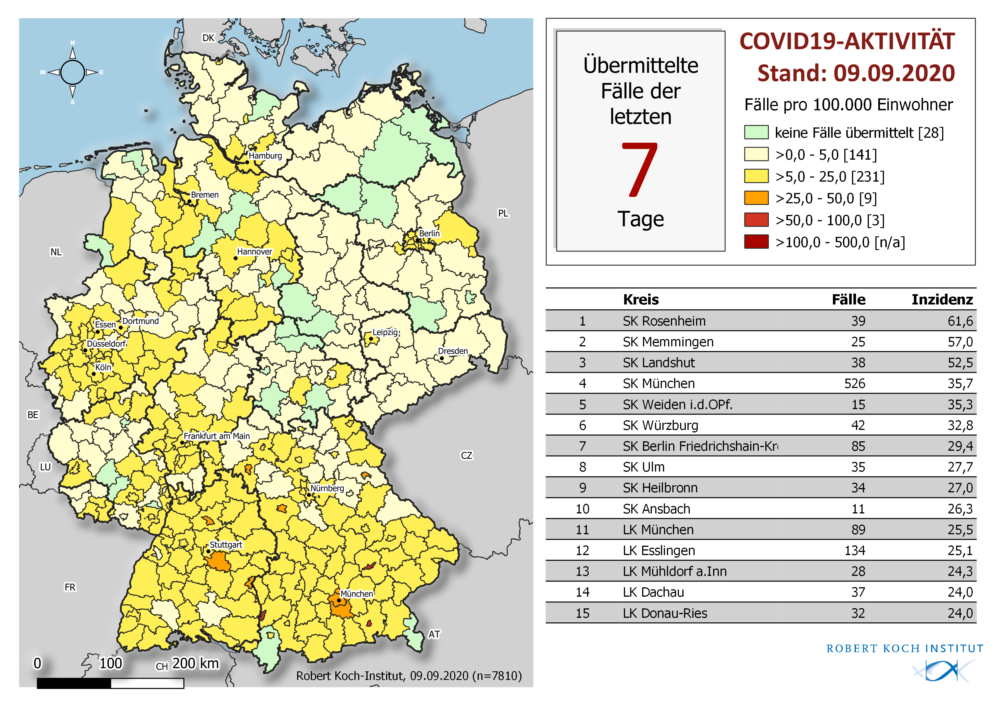 N
W
E
S
DK
Hamburg
Bremen
PL
Berlin
NL
Hannover
Essen
Dortmund
Düsseldorf
Leipzig
Dresden
Köln
BE
Frankfurt am Main
LU
CZ
Nürnberg
Stuttgart
FR
München
AT
0 100 CH 200 km
Robert Koch-Institut, 09.09.2020 (n=7810)
Übermittelte
Fälle der
letzten
7
Tage
COVID19-AKTIVITÄT
Stand: 09.09.2020
Fälle pro 100.000 Einwohner
keine Fälle übermittelt [28]
>0,0 - 5,0 [141]
>5,0 - 25,0 [231]
>25,0 - 50,0 [9]
>50,0 - 100,0 [3]
>100,0 - 500,0 [n/a]
Kreis Fälle Inzidenz
1 SK Rosenheim 39 61,6
2 SK Memmingen 25 57,0
3 SK Landshut 38 52,5
4 SK München 526 35,7
5 SK Weiden i.d.OPf. 15 35,3
6 SK Würzburg 42 32,8
7 SK Berlin Friedrichshain-Kr 85 29,4
8 SK Ulm 35 27,7
9 SK Heilbronn 34 27,0
10 SK Ansbach 11 26,3
11 LK München 89 25,5
12 LK Esslingen 134 25,1
13 LK Mühldorf a.Inn 28 24,3
14 LK Dachau 37 24,0
15 LK Donau-Ries 32 24,0
ROBERT KOCH INSTITUT